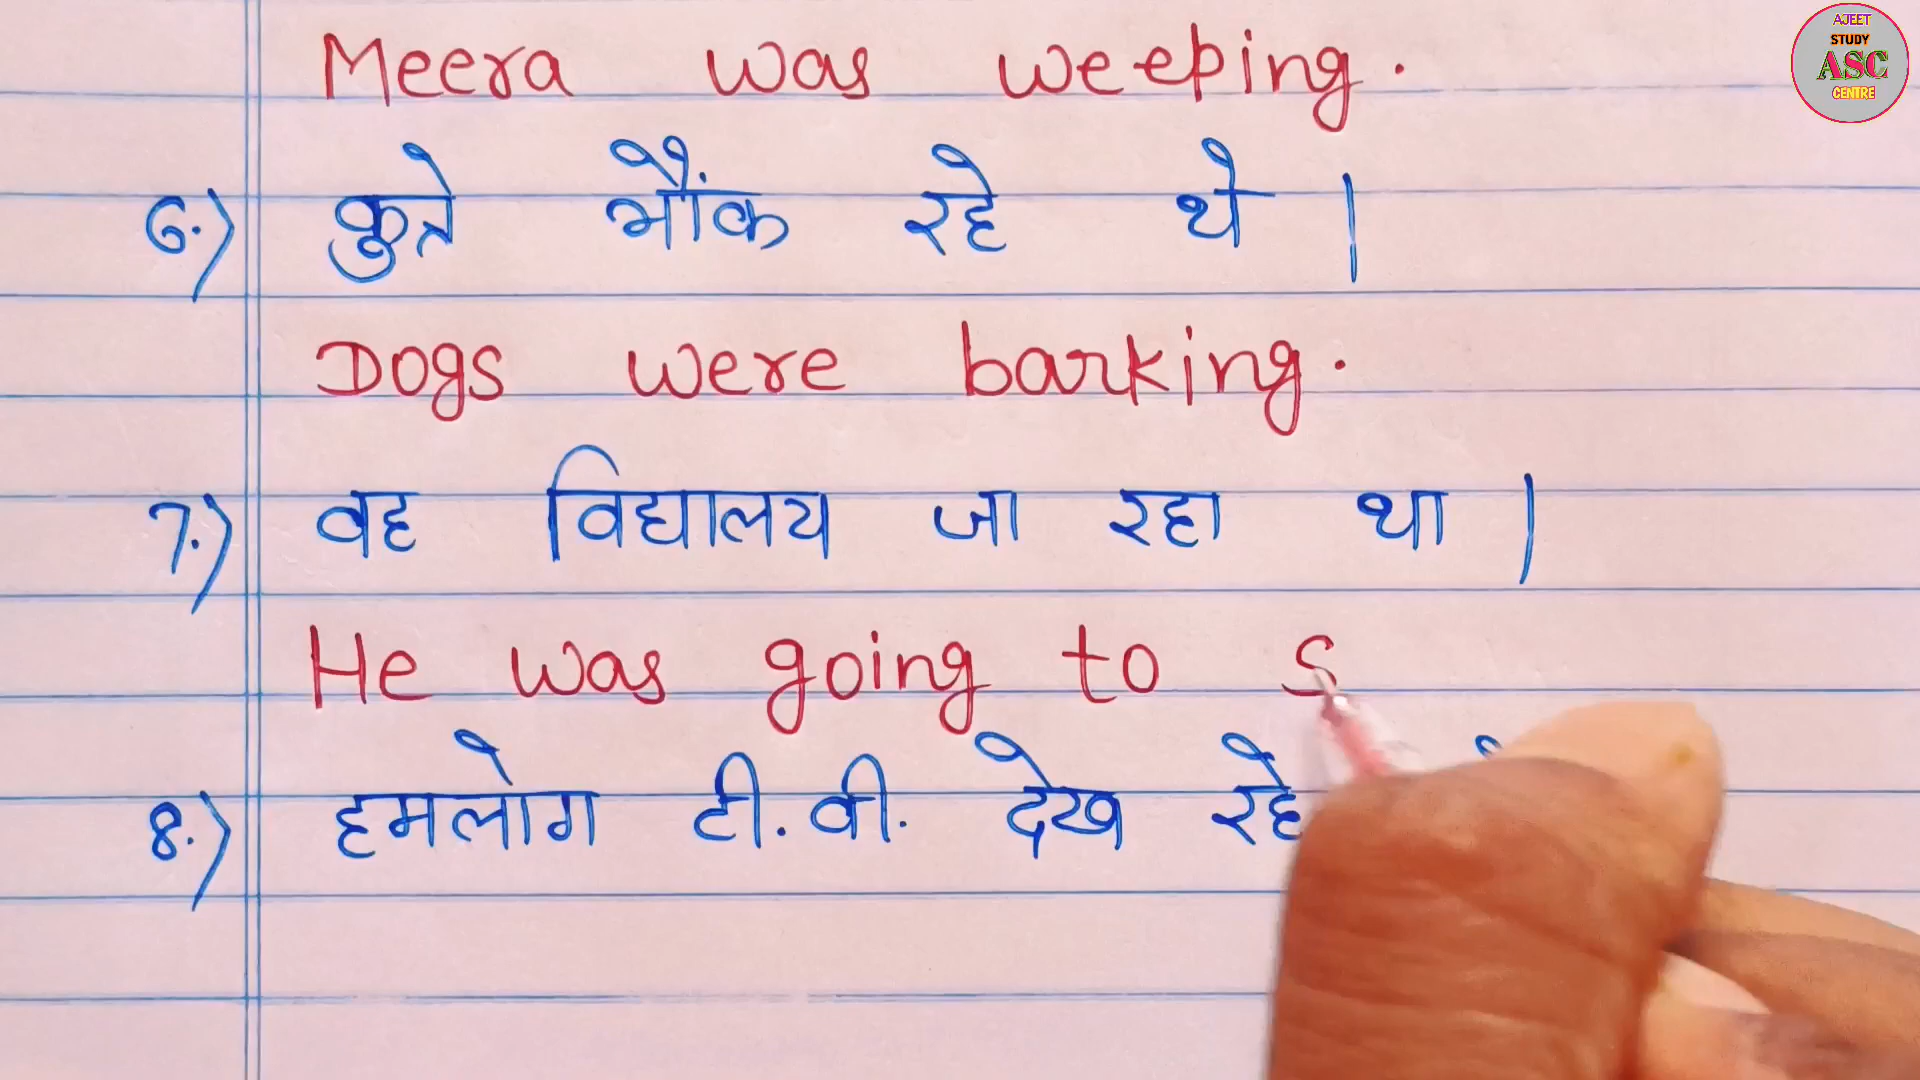 AJEET
STUDY
ASC
CENTRE
Meera was weeping.
6.) कुत्ते भौंक रहे थे |
Dogs were barking.
7.) वह विद्यालय जा रहा था |
He was going to s
8.) हमलोग टी.वी. देख रहे